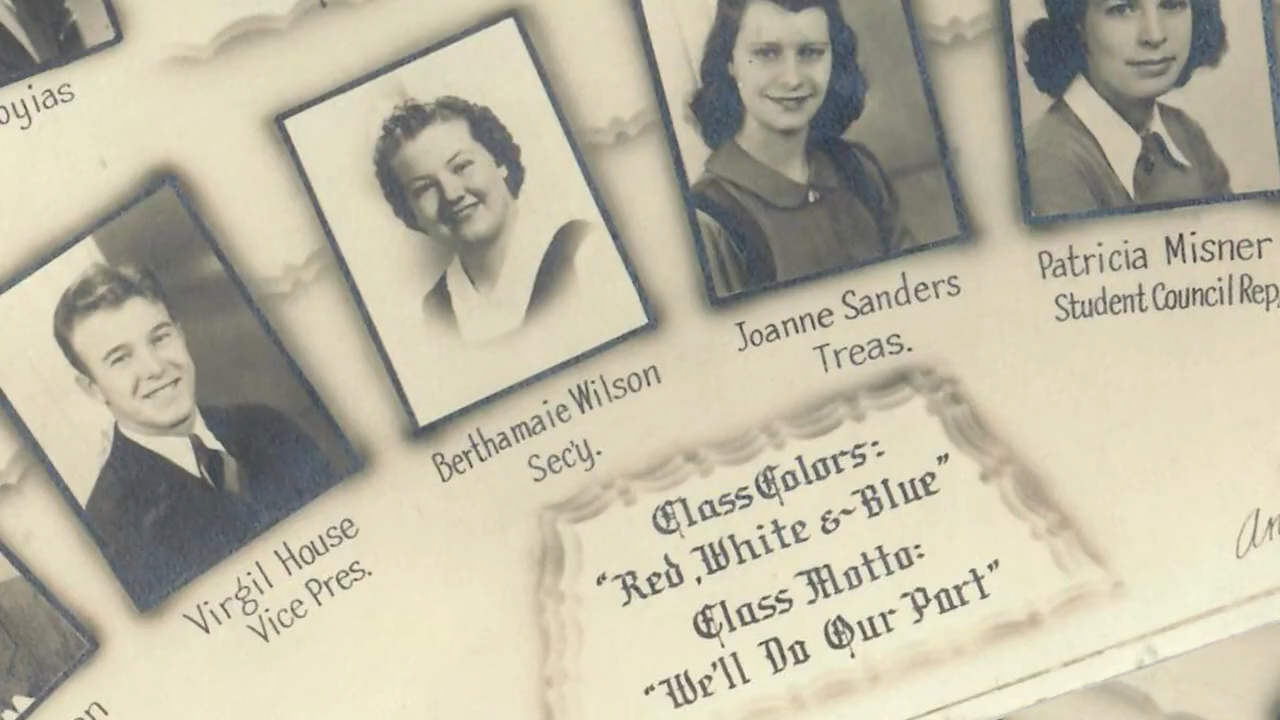 Virgil House
Vice Pres.
Berthamaie Wilson
Sec'y.
Joanne Sanders
Treas.
Patricia Misner
Student Council Rep.
Class Colors:
"Red, White & Blue"
Class Motto:
"We'll Do Our Part"